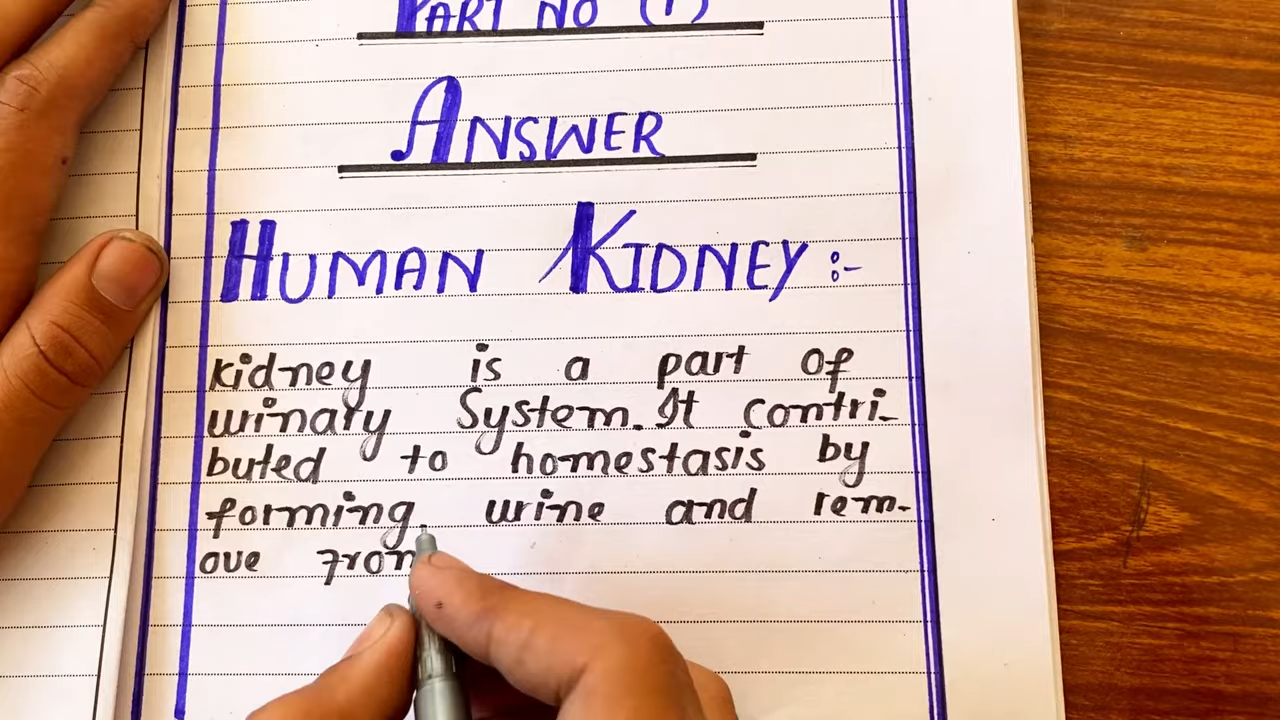 PART NO (1)
ANSWER
HUMAN KIDNEY :-
kidney is a part of
urinary System. It contri-
buted to homestasis by
forming urine and rem-
ove from